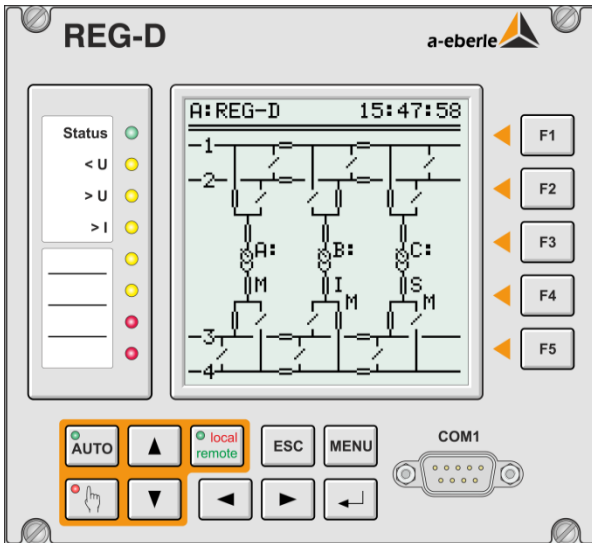 REG-D
a-eberle
Status
< U
> U
> I
A:REG-D 15:47:58
1
2
A: B: C:
M I S
M M
3
4
F1
F2
F3
F4
F5
AUTO
local
remote
ESC
MENU
COM1